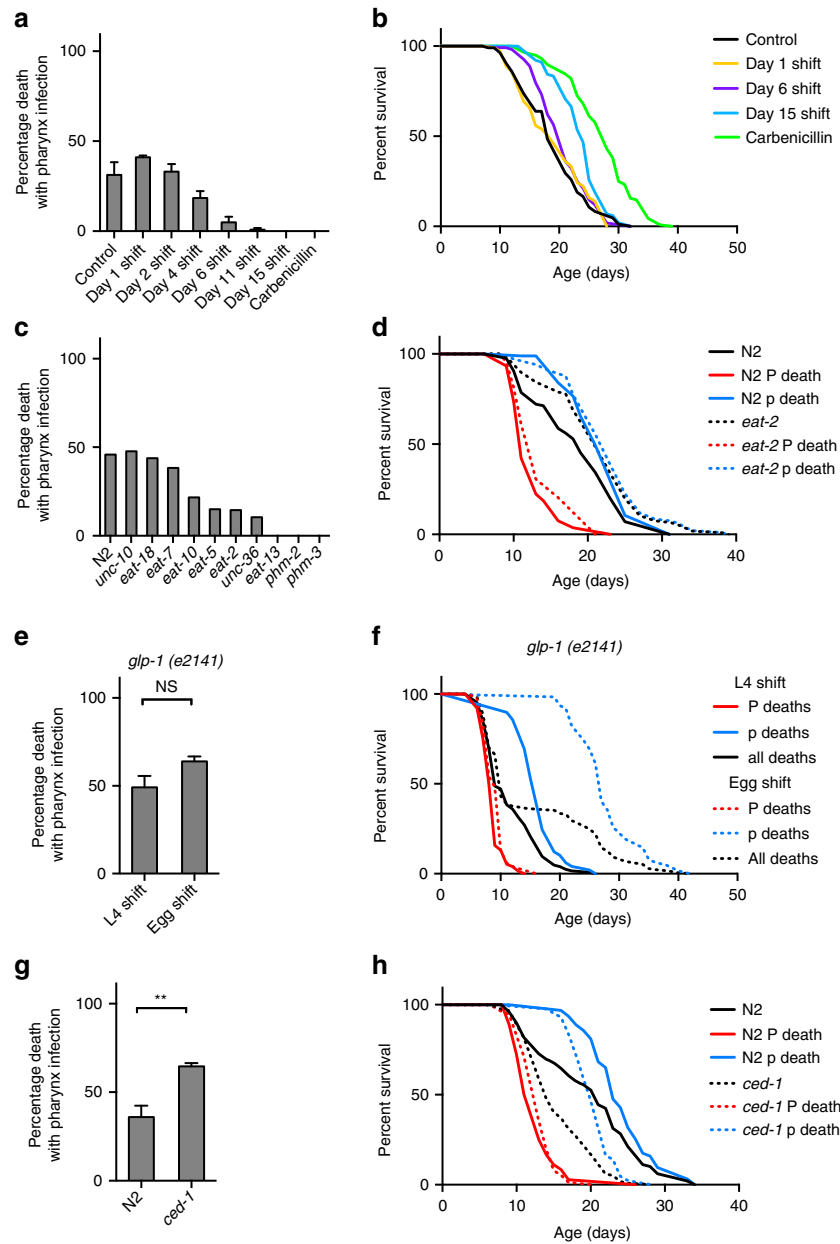 a
Percentage death
with pharynx infection
100
50
0
Control
Day 1 shift
Day 2 shift
Day 4 shift
Day 6 shift
Day 11 shift
Day 15 shift
Carbenicillin
b
Percent survival
100
50
0
0 10 20 30 40 50
Age (days)
Control
Day 1 shift
Day 6 shift
Day 15 shift
Carbenicillin
c
Percentage death
with pharynx infection
100
50
0
N2
unc-10
eat-18
eat-7
eat-10
eat-5
eat-2
unc-36
eat-13
phm-2
phm-3
d
Percent survival
100
50
0
0 10 20 30 40
Age (days)
N2
N2 P death
N2 p death
eat-2
eat-2 P death
eat-2 p death
e
glp-1 (e2141)
NS
Percentage death
with pharynx infection
100
50
0
L4 shift
Egg shift
f
glp-1 (e2141)
Percent survival
100
50
0
0 10 20 30 40 50
Age (days)
L4 shift
P deaths
p deaths
all deaths
Egg shift
P deaths
p deaths
All deaths
g
**
Percentage death
with pharynx infection
100
50
0
N2
ced-1
h
Percent survival
100
50
0
0 10 20 30 40
Age (days)
N2
N2 P death
N2 p death
ced-1
ced-1 P death
ced-1 p death